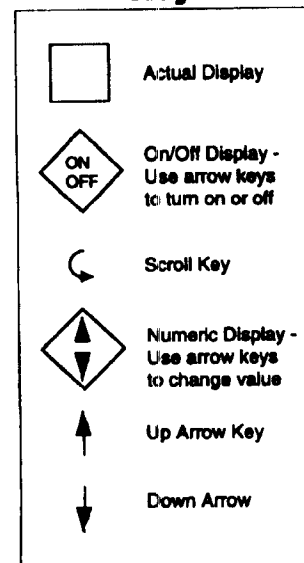 Actual Display
ON
OFF
On/Off Display -
Use arrow keys
to turn on or off
Scroll Key
Numeric Display -
Use arrow keys
to change value
Up Arrow Key
Down Arrow